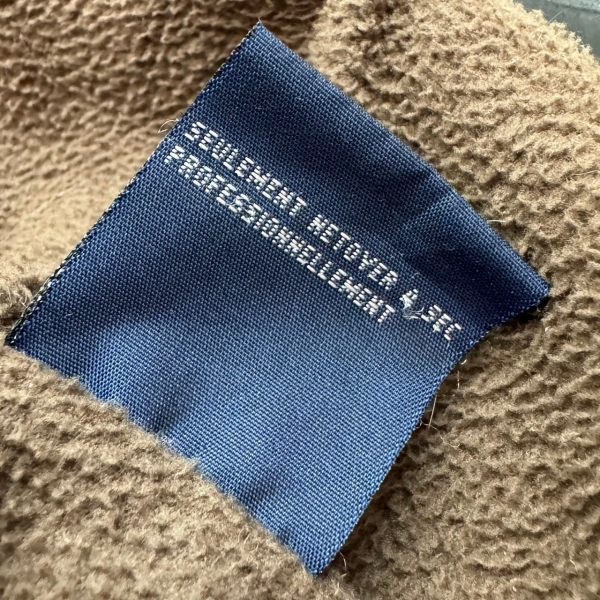 SEULEMENT NETOYER A SEC
PROFESSIONNELLEMENT